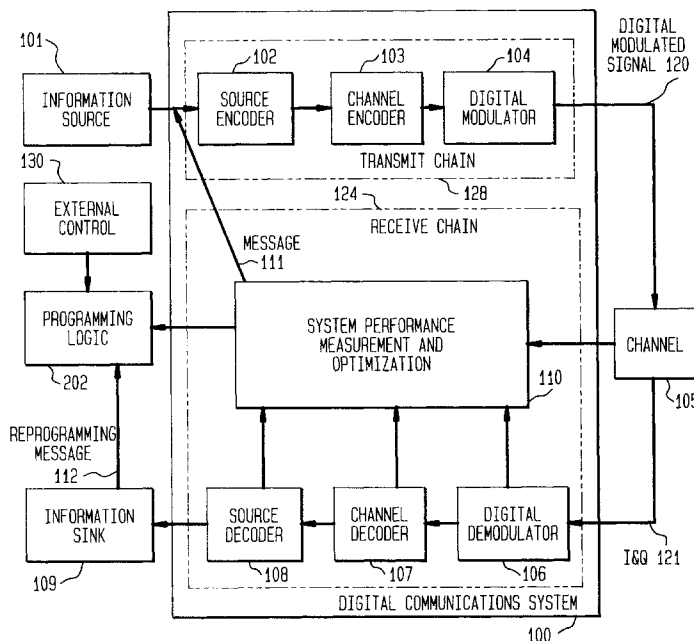 101
102
103
104
DIGITAL
MODULATED
SIGNAL 120
INFORMATION
SOURCE
SOURCE
ENCODER
CHANNEL
ENCODER
DIGITAL
MODULATOR
TRANSMIT CHAIN
130
124
128
EXTERNAL
CONTROL
RECEIVE CHAIN
MESSAGE
111
PROGRAMMING
LOGIC
SYSTEM PERFORMANCE
MEASUREMENT AND
OPTIMIZATION
CHANNEL
202
110
105
REPROGRAMMING
MESSAGE
112
INFORMATION
SINK
SOURCE
DECODER
CHANNEL
DECODER
DIGITAL
DEMODULATOR
I&Q 121
109
108
107
106
DIGITAL COMMUNICATIONS SYSTEM
100